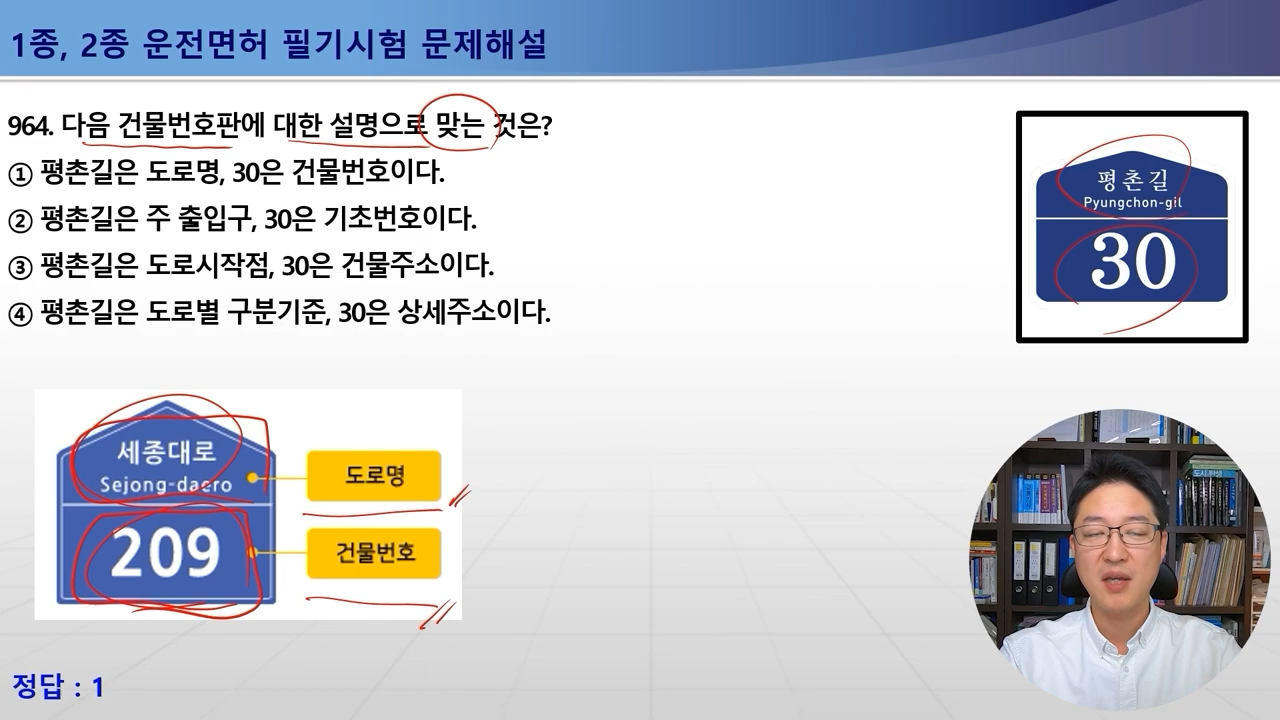 1종, 2종 운전면허 필기시험 문제해설
964. 다음 건물번호판에 대한 설명으로 맞는 것은?
① 평촌길은 도로명, 30은 건물번호이다.
② 평촌길은 주 출입구, 30은 기초번호이다.
③ 평촌길은 도로시작점, 30은 건물주소이다.
④ 평촌길은 도로별 구분기준, 30은 상세주소이다.
평촌길
Pyungchon-gil
30
세종대로
Sejong-daero
209
도로명
건물번호
정답 : 1